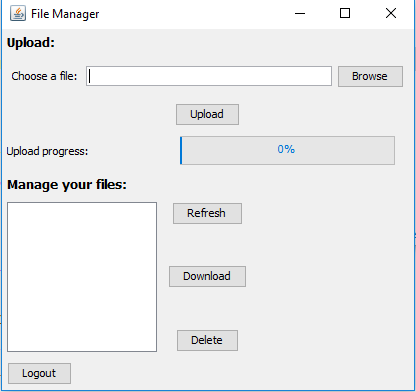 File Manager
Upload:
Choose a file:
Browse
Upload
Upload progress:
0%
Manage your files:
Refresh
Download
Delete
Logout